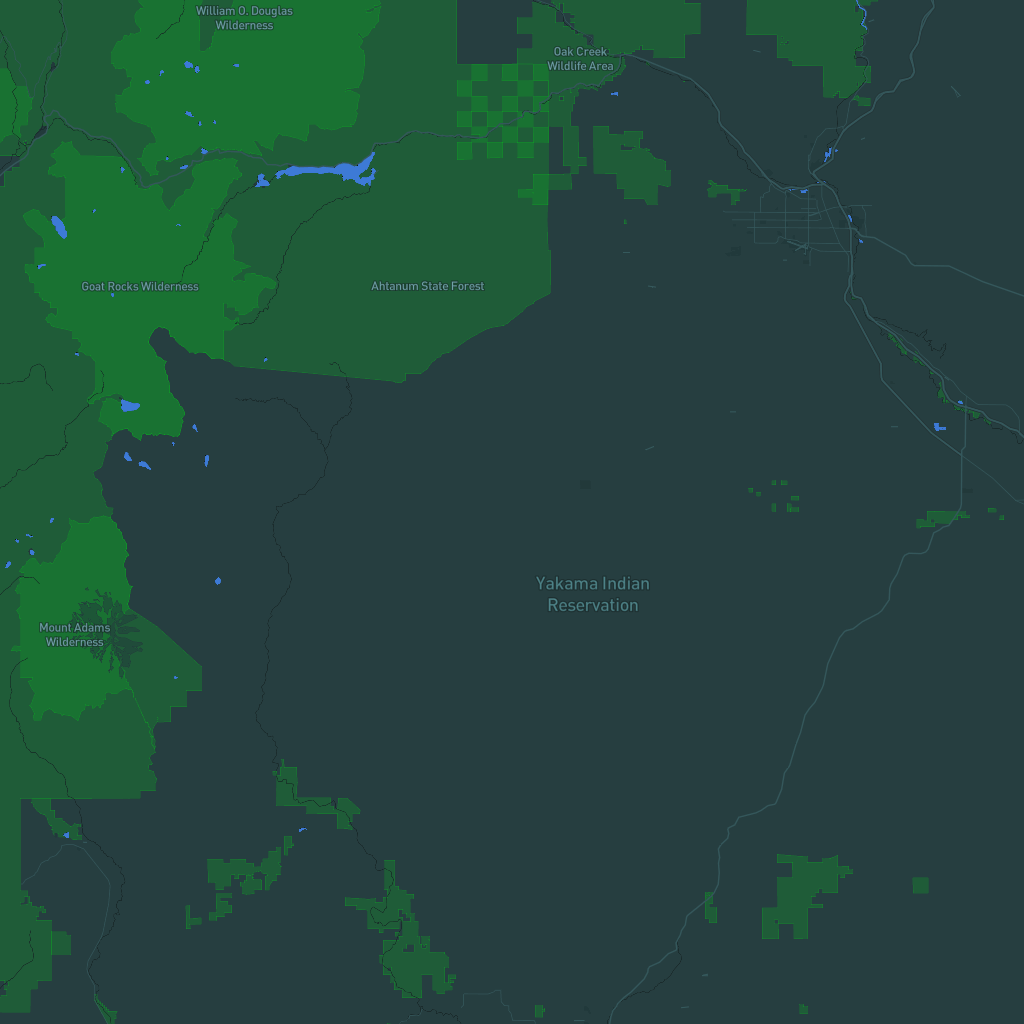 William O. Douglas
Wilderness
Oak Creek
Wildlife Area
Goat Rocks Wilderness
Ahtanum State Forest
Yakama Indian
Reservation
Mount Adams
Wilderness